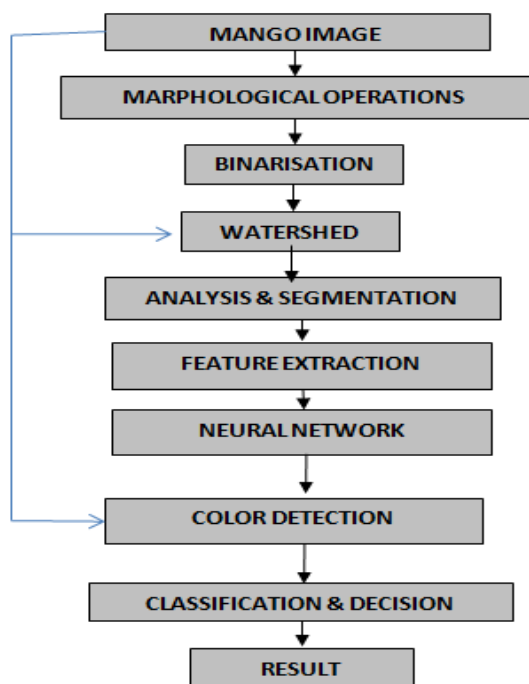 MANGO IMAGE
MARPHOLOGICAL OPERATIONS
BINARISATION
WATERSHED
ANALYSIS & SEGMENTATION
FEATURE EXTRACTION
NEURAL NETWORK
COLOR DETECTION
CLASSIFICATION & DECISION
RESULT